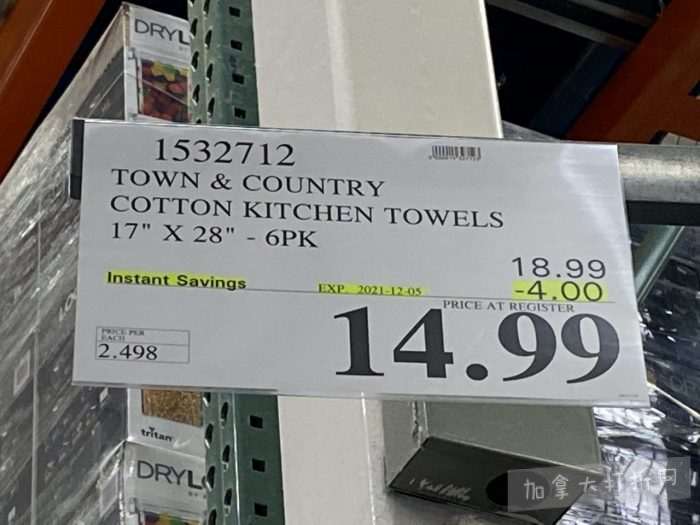 DRYL
1532712
TOWN & COUNTRY
COTTON KITCHEN TOWELS
17" X 28" - 6PK
18.99
Instant Savings
EXP. 2021-12-05
-4.00
PRICE AT REGISTER
14.99
PRICE PER
EACH
2.498
tritan
DRYL
加拿大打折网